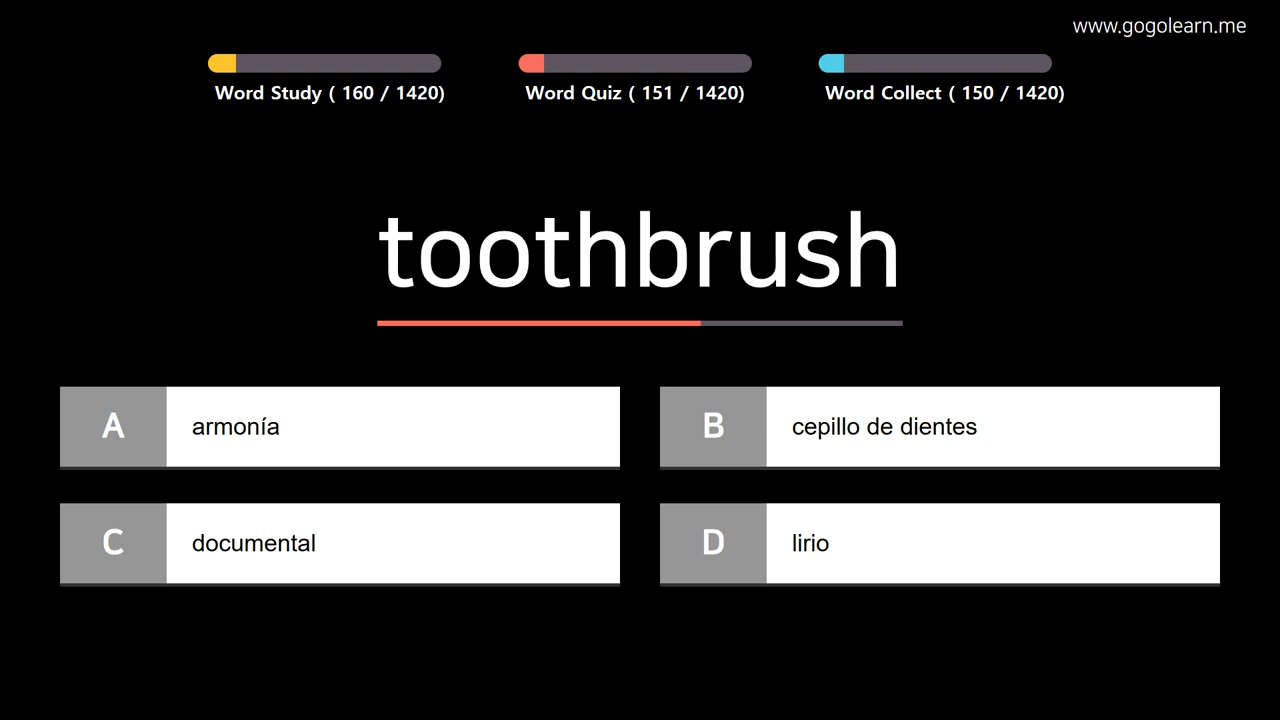 www.gogolearn.me
Word Study ( 160 / 1420)
Word Quiz ( 151 / 1420)
Word Collect ( 150 / 1420)
toothbrush
A armonía
B cepillo de dientes
C documental
D lirio